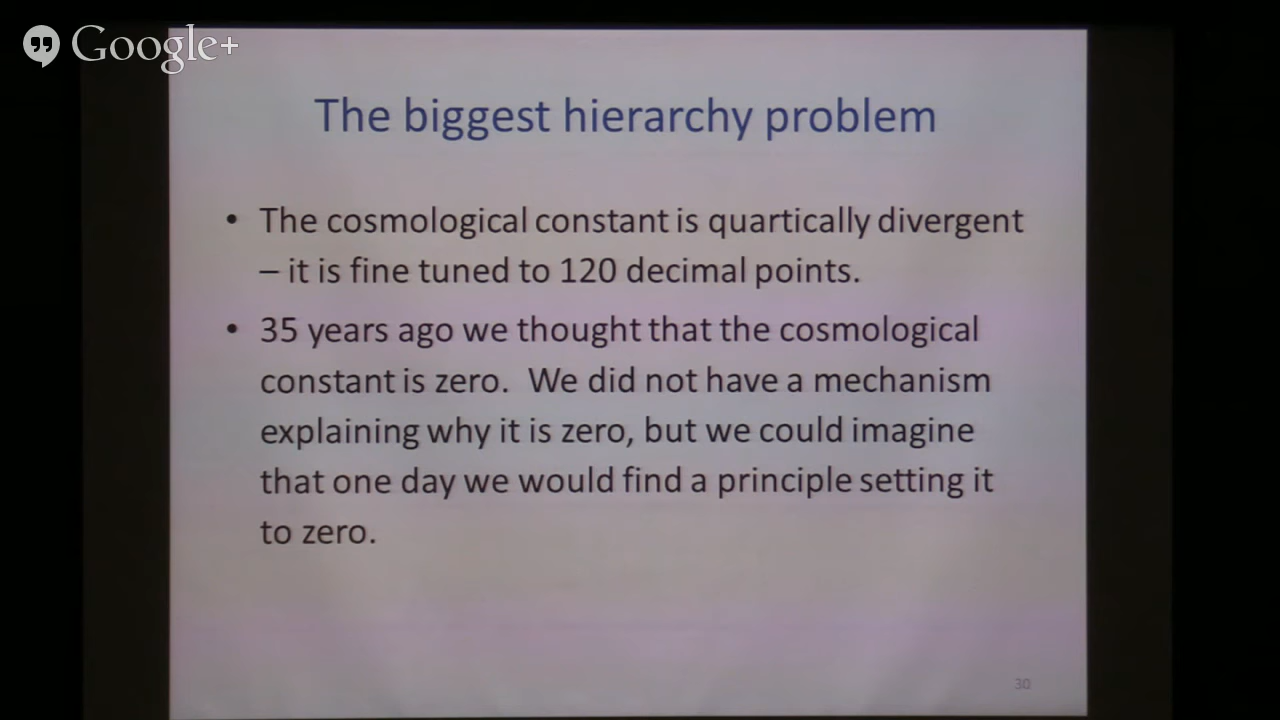 Google+
The biggest hierarchy problem
• The cosmological constant is quartically divergent
– it is fine tuned to 120 decimal points.
• 35 years ago we thought that the cosmological
constant is zero. We did not have a mechanism
explaining why it is zero, but we could imagine
that one day we would find a principle setting it
to zero.
30